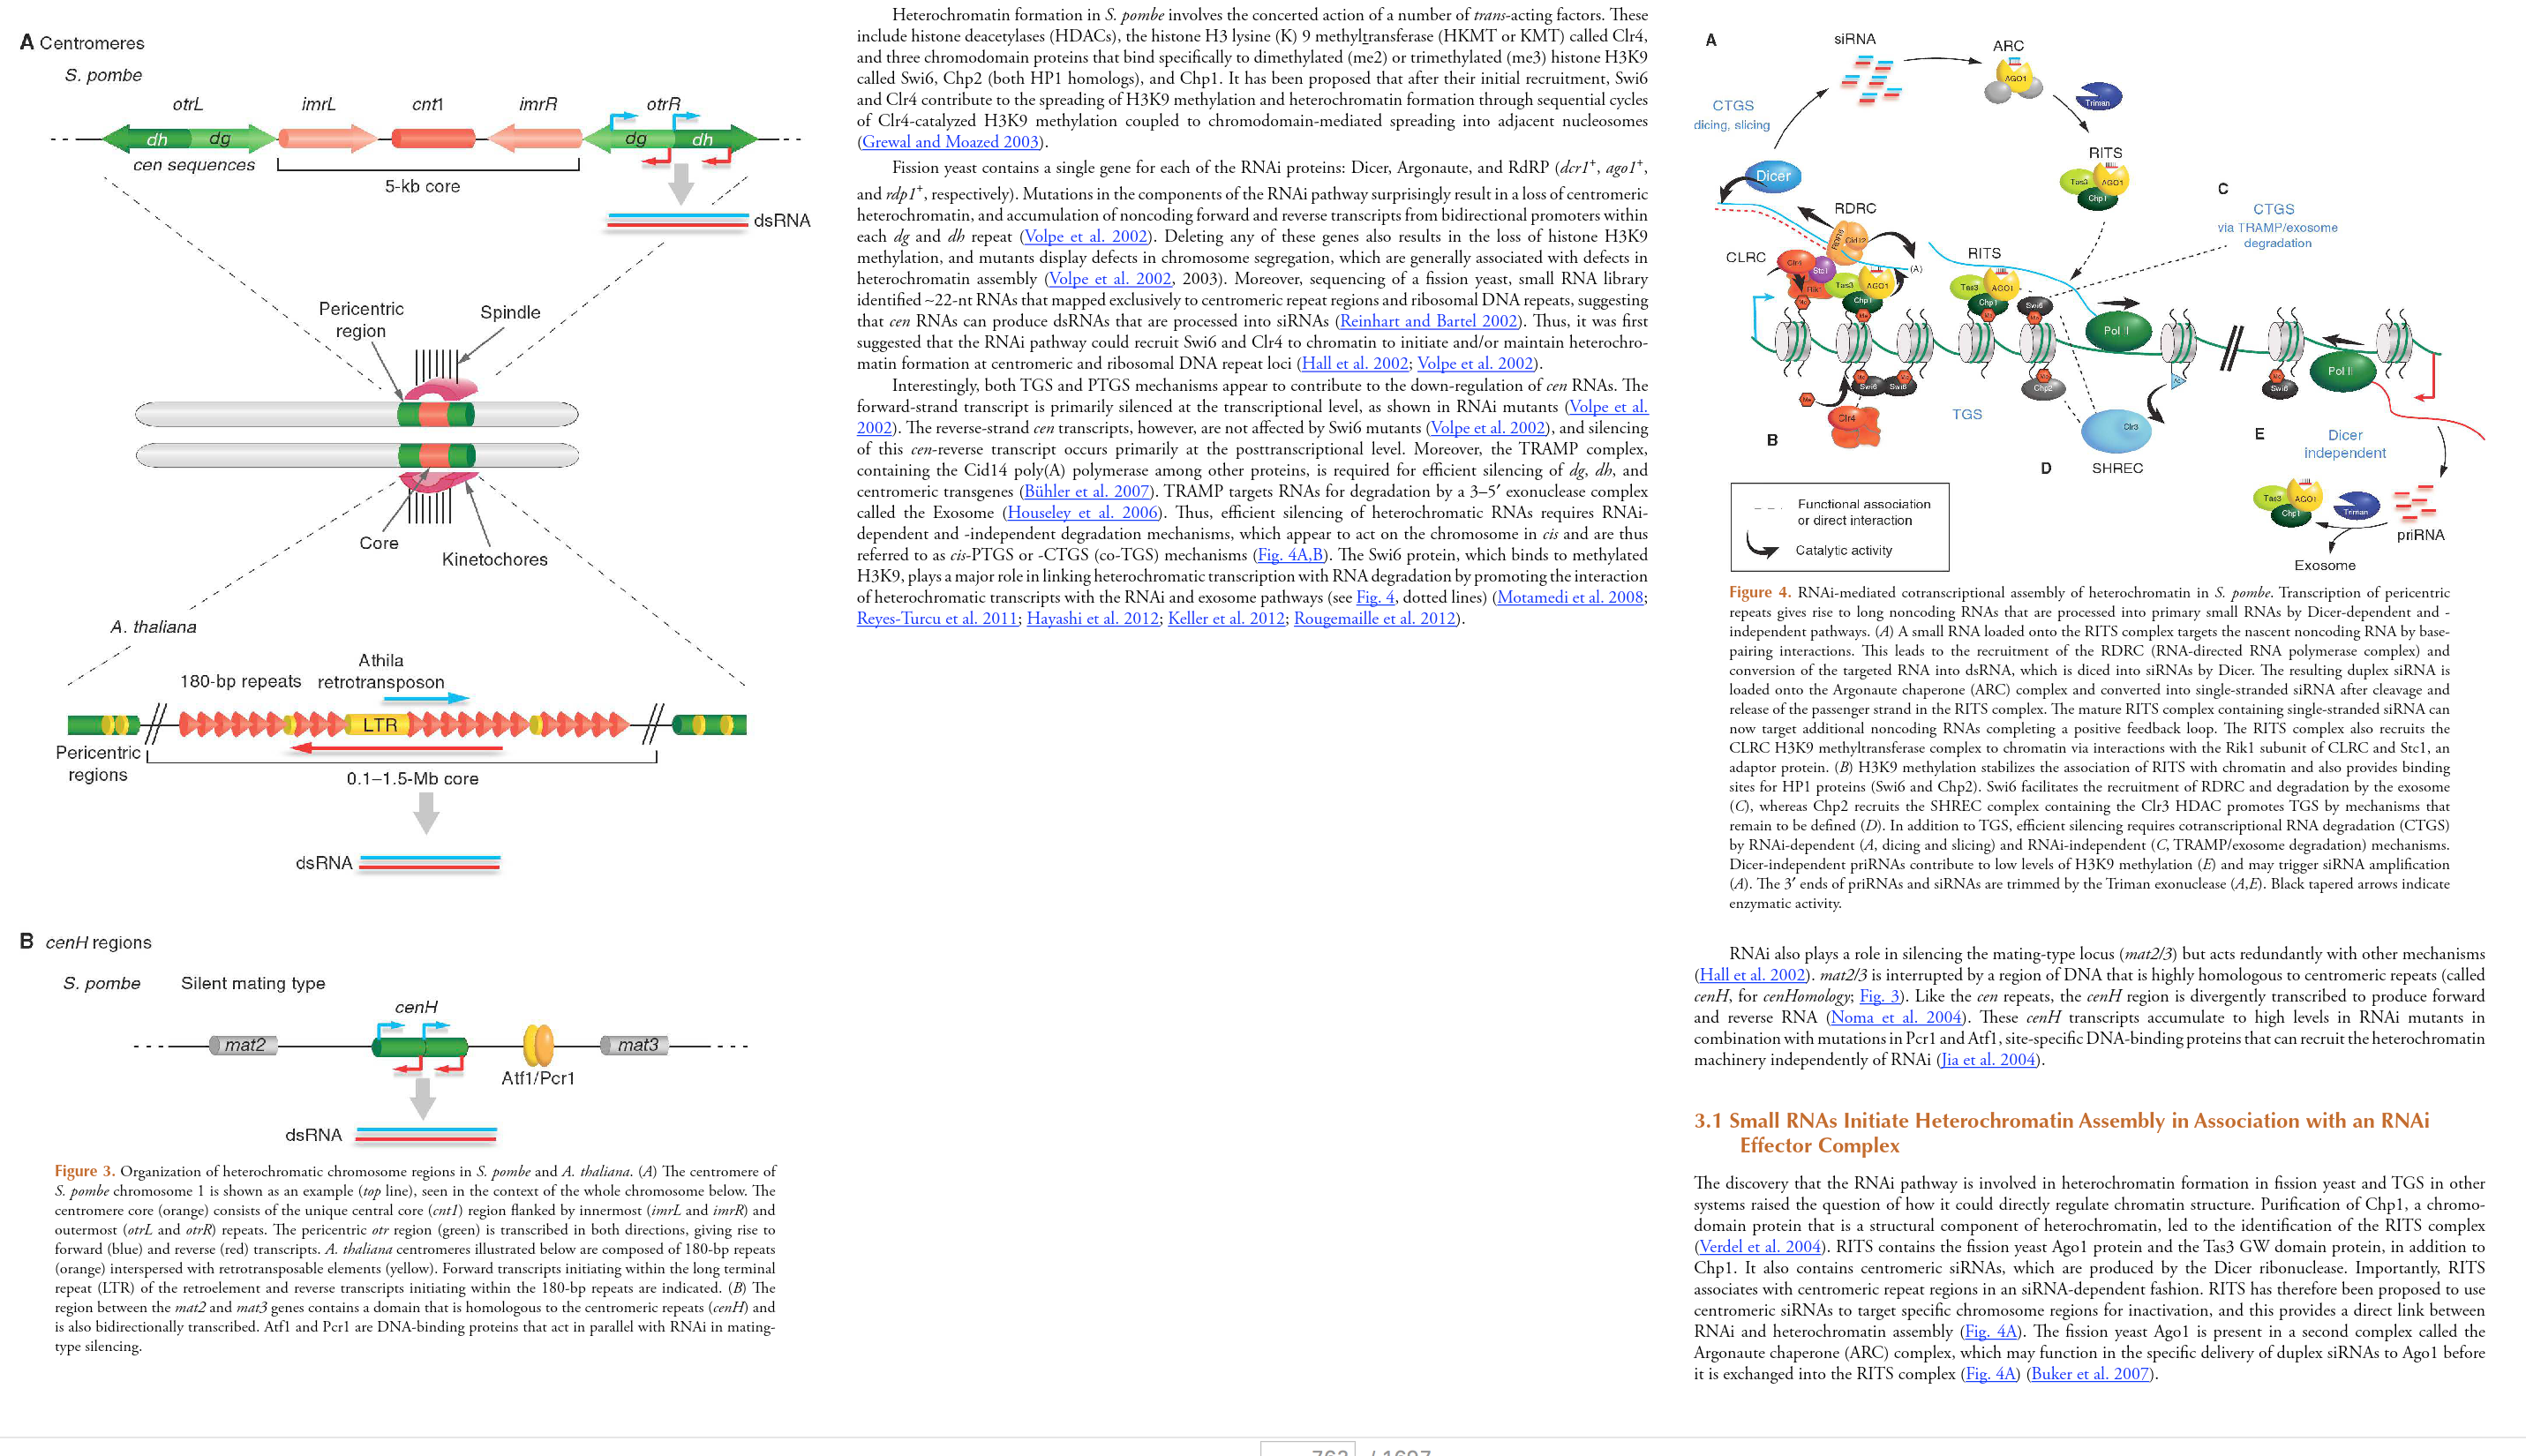 A Centromeres
S. pombe
otrL imrL cnt1 imrR otrR
dh dg dg dh
cen sequences
5-kb core
dsRNA
Pericentric
region
Spindle
Core
Kinetochores
A. thaliana
Athila
180-bp repeats retrotransposon
LTR
Pericentric
regions
0.1–1.5-Mb core
dsRNA
B cenH regions
S. pombe Silent mating type
cenH
mat2 mat3
Atf1/Pcr1
dsRNA
Figure 3. Organization of heterochromatic chromosome regions in S. pombe and A. thaliana. (A) The centromere of
S. pombe chromosome 1 is shown as an example (top line), seen in the context of the whole chromosome below. The
centromere core (orange) consists of the unique central core (cnt1) region flanked by innermost (imrL and imrR) and
outermost (otrL and otrR) repeats. The pericentric otr region (green) is transcribed in both directions, giving rise to
forward (blue) and reverse (red) transcripts. A. thaliana centromeres illustrated below are composed of 180-bp repeats
(orange) interspersed with retrotransposable elements (yellow). Forward transcripts initiating within the long terminal
repeat (LTR) of the retroelement and reverse transcripts initiating within the 180-bp repeats are indicated. (B) The
region between the mat2 and mat3 genes contains a domain that is homologous to the centromeric repeats (cenH) and
is also bidirectionally transcribed. Atf1 and Pcr1 are DNA-binding proteins that act in parallel with RNAi in mating-
type silencing.
Heterochromatin formation in S. pombe involves the concerted action of a number of trans-acting factors. These
include histone deacetylases (HDACs), the histone H3 lysine (K) 9 methyltransferase (HKMT or KMT) called Clr4,
and three chromodomain proteins that bind specifically to dimethylated (me2) or trimethylated (me3) histone H3K9
called Swi6, Chp2 (both HP1 homologs), and Chp1. It has been proposed that after their initial recruitment, Swi6
and Clr4 contribute to the spreading of H3K9 methylation and heterochromatin formation through sequential cycles
of Clr4-catalyzed H3K9 methylation coupled to chromodomain-mediated spreading into adjacent nucleosomes
(Grewal and Moazed 2003).
Fission yeast contains a single gene for each of the RNAi proteins: Dicer, Argonaute, and RdRP (dcr1+, ago1+,
and rdp1+, respectively). Mutations in the components of the RNAi pathway surprisingly result in a loss of centromeric
heterochromatin, and accumulation of noncoding forward and reverse transcripts from bidirectional promoters within
each dg and dh repeat (Volpe et al. 2002). Deleting any of these genes also results in the loss of histone H3K9
methylation, and mutants display defects in chromosome segregation, which are generally associated with defects in
heterochromatin assembly (Volpe et al. 2002, 2003). Moreover, sequencing of a fission yeast, small RNA library
identified ~22-nt RNAs that mapped exclusively to centromeric repeat regions and ribosomal DNA repeats, suggesting
that cen RNAs can produce dsRNAs that are processed into siRNAs (Reinhart and Bartel 2002). Thus, it was first
suggested that the RNAi pathway could recruit Swi6 and Clr4 to chromatin to initiate and/or maintain heterochro-
matin formation at centromeric and ribosomal DNA repeat loci (Hall et al. 2002; Volpe et al. 2002).
Interestingly, both TGS and PTGS mechanisms appear to contribute to the down-regulation of cen RNAs. The
forward-strand transcript is primarily silenced at the transcriptional level, as shown in RNAi mutants (Volpe et al.
2002). The reverse-strand cen transcripts, however, are not affected by Swi6 mutants (Volpe et al. 2002), and silencing
of this cen-reverse transcript occurs primarily at the posttranscriptional level. Moreover, the TRAMP complex,
containing the Cid14 poly(A) polymerase among other proteins, is required for efficient silencing of dg, dh, and
centromeric transgenes (Bühler et al. 2007). TRAMP targets RNAs for degradation by a 3–5′ exonuclease complex
called the Exosome (Houseley et al. 2006). Thus, efficient silencing of heterochromatic RNAs requires RNAi-
dependent and -independent degradation mechanisms, which appear to act on the chromosome in cis and are thus
referred to as cis-PTGS or -CTGS (co-TGS) mechanisms (Fig. 4A,B). The Swi6 protein, which binds to methylated
H3K9, plays a major role in linking heterochromatic transcription with RNA degradation by promoting the interaction
of heterochromatic transcripts with the RNAi and exosome pathways (see Fig. 4, dotted lines) (Motamedi et al. 2008;
Reyes-Turcu et al. 2011; Hayashi et al. 2012; Keller et al. 2012; Rougemaille et al. 2012).
A
siRNA
ARC
AGO1
Triman
CTGS
dicing, slicing
RITS
Tas3 AGO1
Chp1
Dicer
C
CTGS
via TRAMP/exosome
degradation
RDRC
Cid12
CLRC
Clr4 Stc1
Tas3 AGO1
Chp1
(A)
RITS
Tas3 AGO1
Chp1 Swi6
Pol II
Pol II
Me Swi6 Swi6
Chp2
Swi6
Ac
Clr4
TGS
Clr3
B
D SHREC
E
Dicer
independent
Tas3 AGO1
Chp1
Triman
priRNA
Exosome
Functional association
or direct interaction
Catalytic activity
Figure 4. RNAi-mediated cotranscriptional assembly of heterochromatin in S. pombe. Transcription of pericentric
repeats gives rise to long noncoding RNAs that are processed into primary small RNAs by Dicer-dependent and -
independent pathways. (A) A small RNA loaded onto the RITS complex targets the nascent noncoding RNA by base-
pairing interactions. This leads to the recruitment of the RDRC (RNA-directed RNA polymerase complex) and
conversion of the targeted RNA into dsRNA, which is diced into siRNAs by Dicer. The resulting duplex siRNA is
loaded onto the Argonaute chaperone (ARC) complex and converted into single-stranded siRNA after cleavage and
release of the passenger strand in the RITS complex. The mature RITS complex containing single-stranded siRNA can
now target additional noncoding RNAs completing a positive feedback loop. The RITS complex also recruits the
CLRC H3K9 methyltransferase complex to chromatin via interactions with the Rik1 subunit of CLRC and Stc1, an
adaptor protein. (B) H3K9 methylation stabilizes the association of RITS with chromatin and also provides binding
sites for HP1 proteins (Swi6 and Chp2). Swi6 facilitates the recruitment of RDRC and degradation by the exosome
(C), whereas Chp2 recruits the SHREC complex containing the Clr3 HDAC promotes TGS by mechanisms that
remain to be defined (D). In addition to TGS, efficient silencing requires cotranscriptional RNA degradation (CTGS)
by RNAi-dependent (A, dicing and slicing) and RNAi-independent (C, TRAMP/exosome degradation) mechanisms.
Dicer-independent priRNAs contribute to low levels of H3K9 methylation (E) and may trigger siRNA amplification
(A). The 3′ ends of priRNAs and siRNAs are trimmed by the Triman exonuclease (A,E). Black tapered arrows indicate
enzymatic activity.
RNAi also plays a role in silencing the mating-type locus (mat2/3) but acts redundantly with other mechanisms
(Hall et al. 2002). mat2/3 is interrupted by a region of DNA that is highly homologous to centromeric repeats (called
cenH, for cenHomology; Fig. 3). Like the cen repeats, the cenH region is divergently transcribed to produce forward
and reverse RNA (Noma et al. 2004). These cenH transcripts accumulate to high levels in RNAi mutants in
combination with mutations in Pcr1 and Atf1, site-specific DNA-binding proteins that can recruit the heterochromatin
machinery independently of RNAi (Jia et al. 2004).
3.1 Small RNAs Initiate Heterochromatin Assembly in Association with an RNAi
Effector Complex
The discovery that the RNAi pathway is involved in heterochromatin formation in fission yeast and TGS in other
systems raised the question of how it could directly regulate chromatin structure. Purification of Chp1, a chromo-
domain protein that is a structural component of heterochromatin, led to the identification of the RITS complex
(Verdel et al. 2004). RITS contains the fission yeast Ago1 protein and the Tas3 GW domain protein, in addition to
Chp1. It also contains centromeric siRNAs, which are produced by the Dicer ribonuclease. Importantly, RITS
associates with centromeric repeat regions in an siRNA-dependent fashion. RITS has therefore been proposed to use
centromeric siRNAs to target specific chromosome regions for inactivation, and this provides a direct link between
RNAi and heterochromatin assembly (Fig. 4A). The fission yeast Ago1 is present in a second complex called the
Argonaute chaperone (ARC) complex, which may function in the specific delivery of duplex siRNAs to Ago1 before
it is exchanged into the RITS complex (Fig. 4A) (Buker et al. 2007).